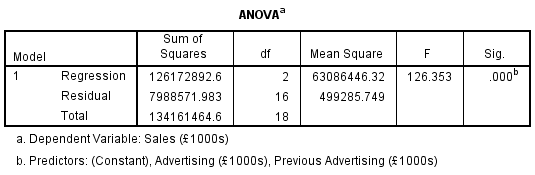 ANOVAa
Model Sum of Squares df Mean Square F Sig.
1 Regression 126172892.6 2 63086446.32 126.353 .000b
Residual 7988571.983 16 499285.749
Total 134161464.6 18
a. Dependent Variable: Sales (£1000s)
b. Predictors: (Constant), Advertising (£1000s), Previous Advertising (£1000s)